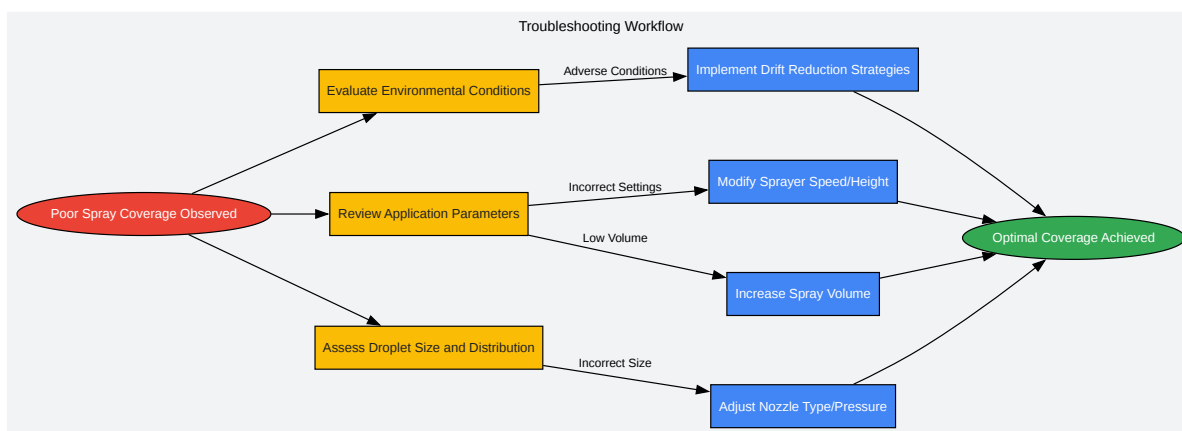 Troubleshooting Workflow
Poor Spray Coverage Observed
Evaluate Environmental Conditions
Adverse Conditions
Implement Drift Reduction Strategies
Review Application Parameters
Incorrect Settings
Modify Sprayer Speed/Height
Low Volume
Increase Spray Volume
Assess Droplet Size and Distribution
Incorrect Size
Adjust Nozzle Type/Pressure
Optimal Coverage Achieved